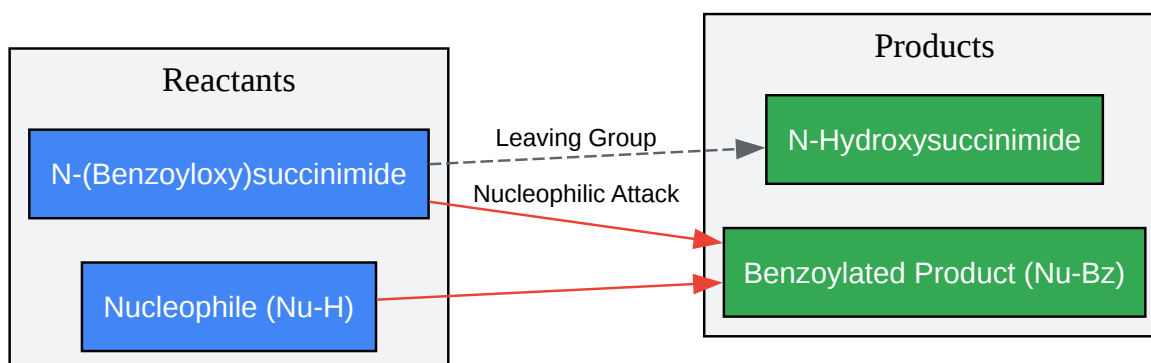 Reactants
N-(Benzoyloxy)succinimide
Nucleophile (Nu-H)
Leaving Group
Nucleophilic Attack
Products
N-Hydroxysuccinimide
Benzoylated Product (Nu-Bz)